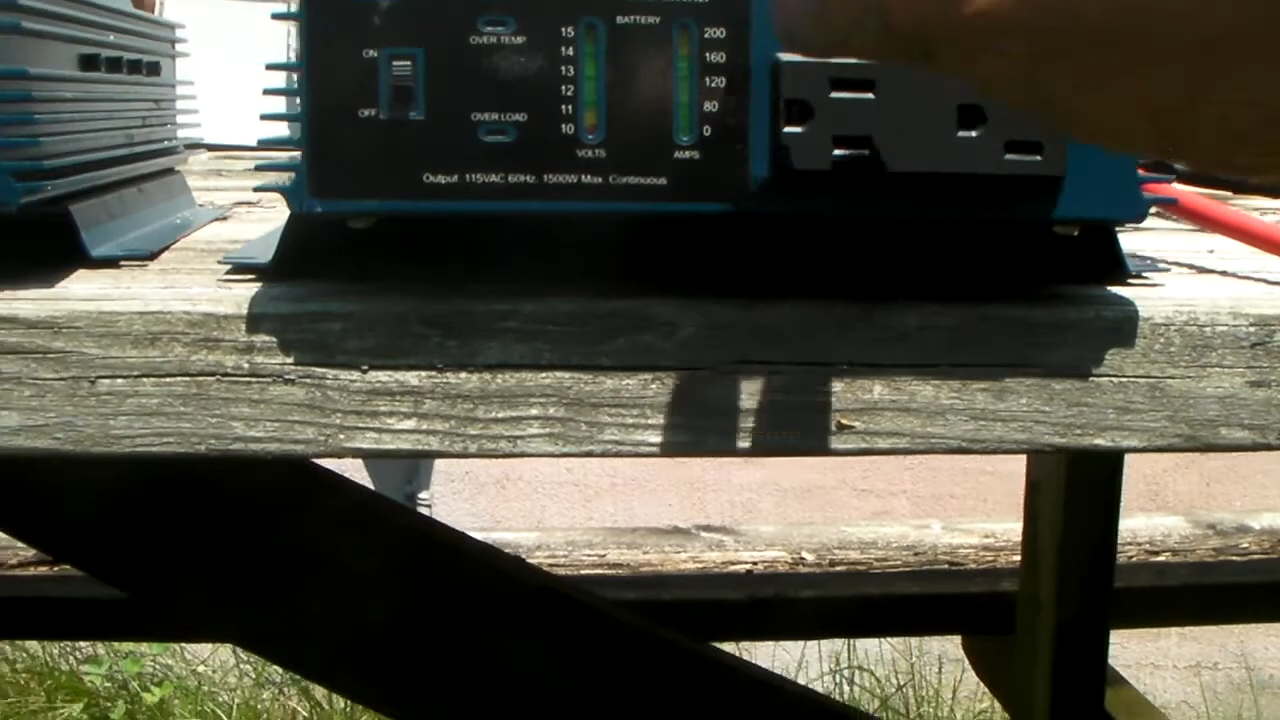 BATTERY
ON
OFF
OVER TEMP
OVER LOAD
15
14
13
12
11
10
VOLTS
200
160
120
80
0
AMPS
Output: 115VAC 60Hz. 1500W Max. Continuous